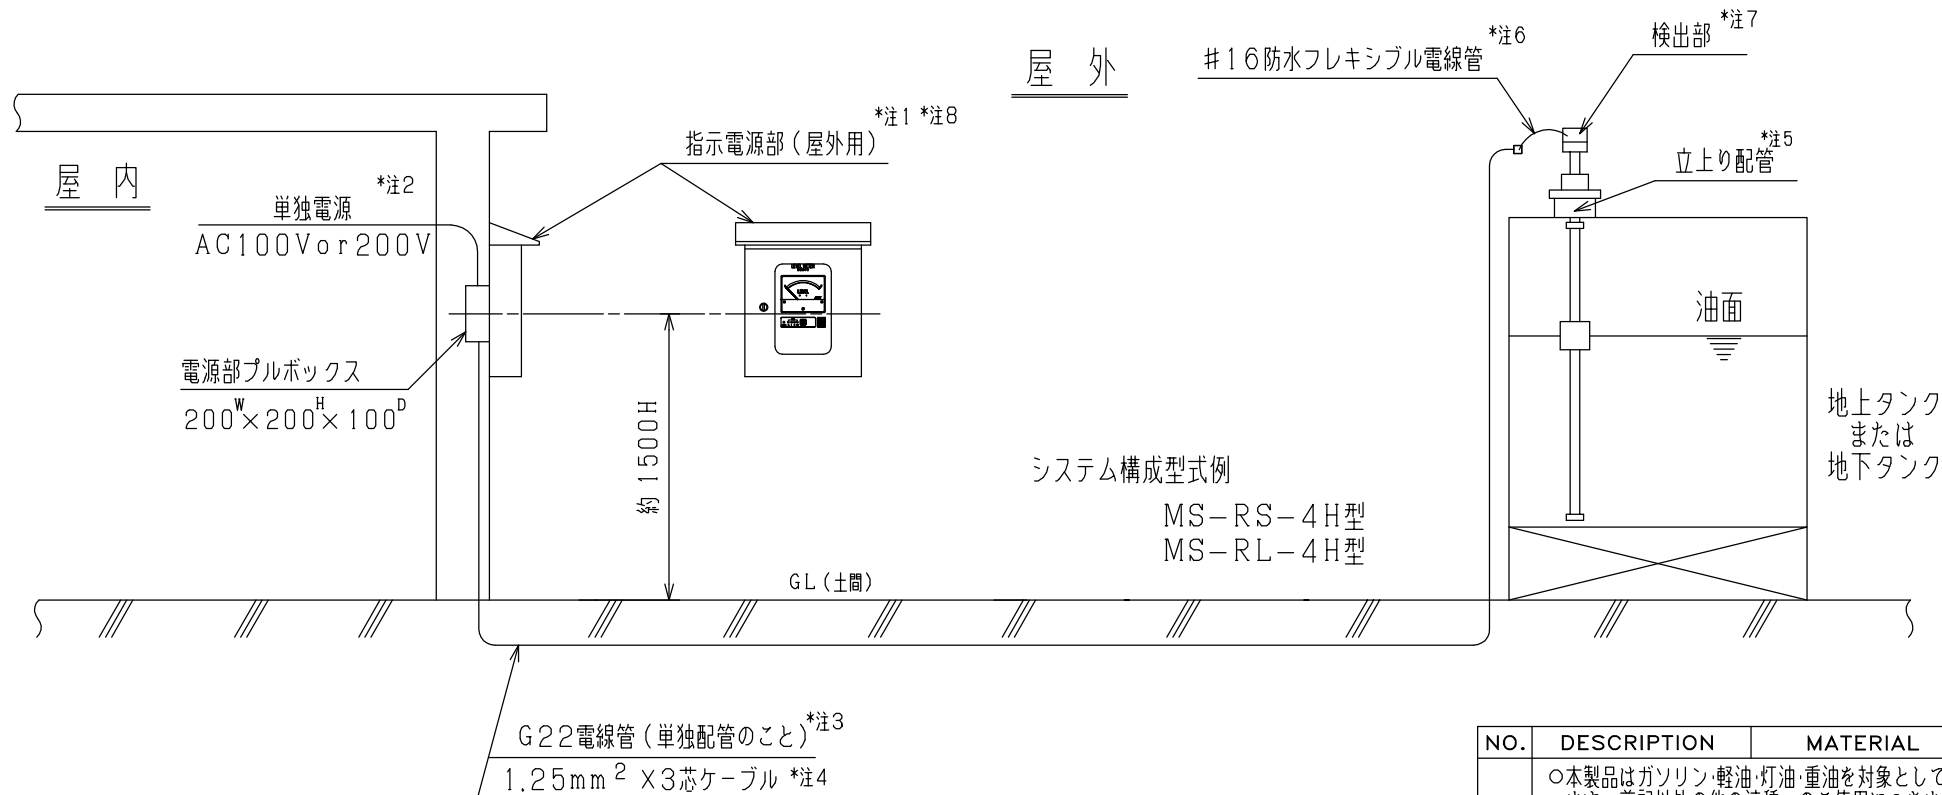 屋 外
*注6
#16防水フレキシブル電線管
検出部 *注7
*注1 *注8
指示電源部(屋外用)
屋 内
*注2
単独電源
AC100Vor200V
*注5
立上り配管
油面
電源部プルボックス
200W×200H×100D
約1500H
地上タンク
または
地下タンク
システム構成型式例
MS-RS-4H型
MS-RL-4H型
GL(土間)
G22電線管(単独配管のこと)*注3
1.25mm2 X3芯ケーブル *注4
NO. DESCRIPTION MATERIAL
○本製品はガソリン・軽油・灯油・重油を対象として